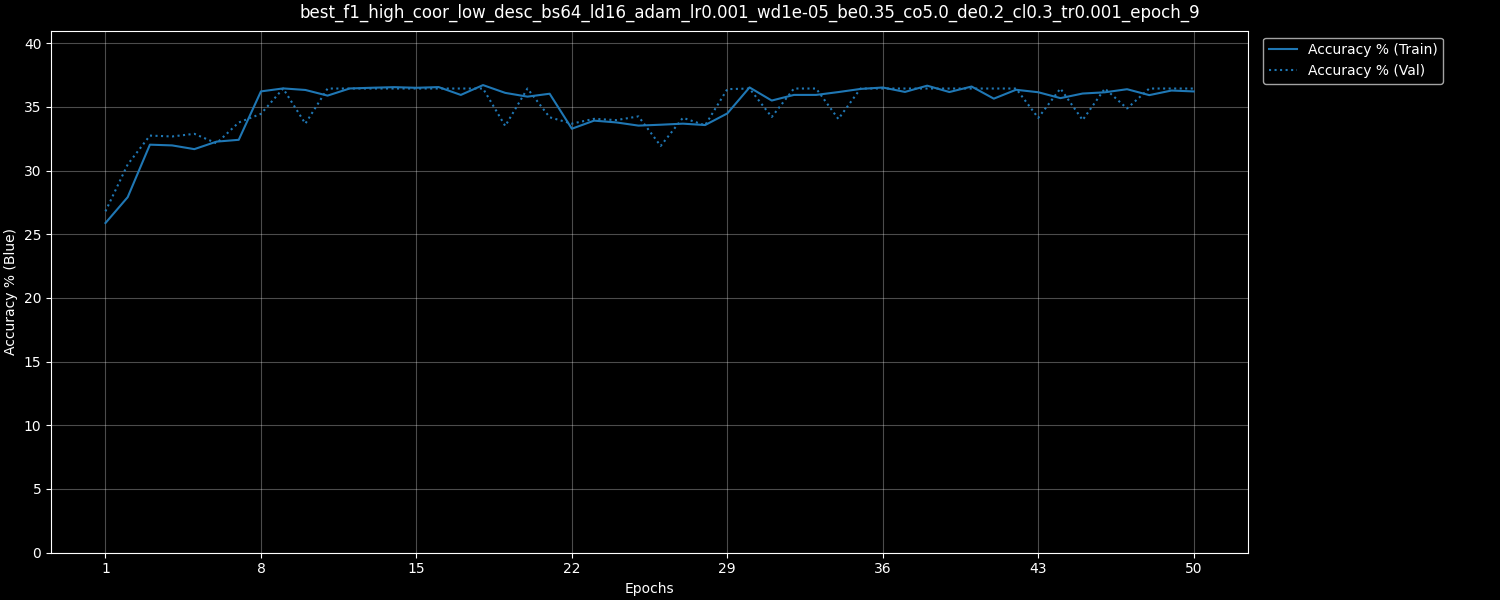 best_f1_high_coor_low_desc_bs64_ld16_adam_lr0.001_wd1e-05_be0.35_co5.0_de0.2_cl0.3_tr0.001_epoch_9
Accuracy % (Train)
Accuracy % (Val)
Accuracy % (Blue)
40
35
30
25
20
15
10
5
0
1 8 15 22 29 36 43 50
Epochs